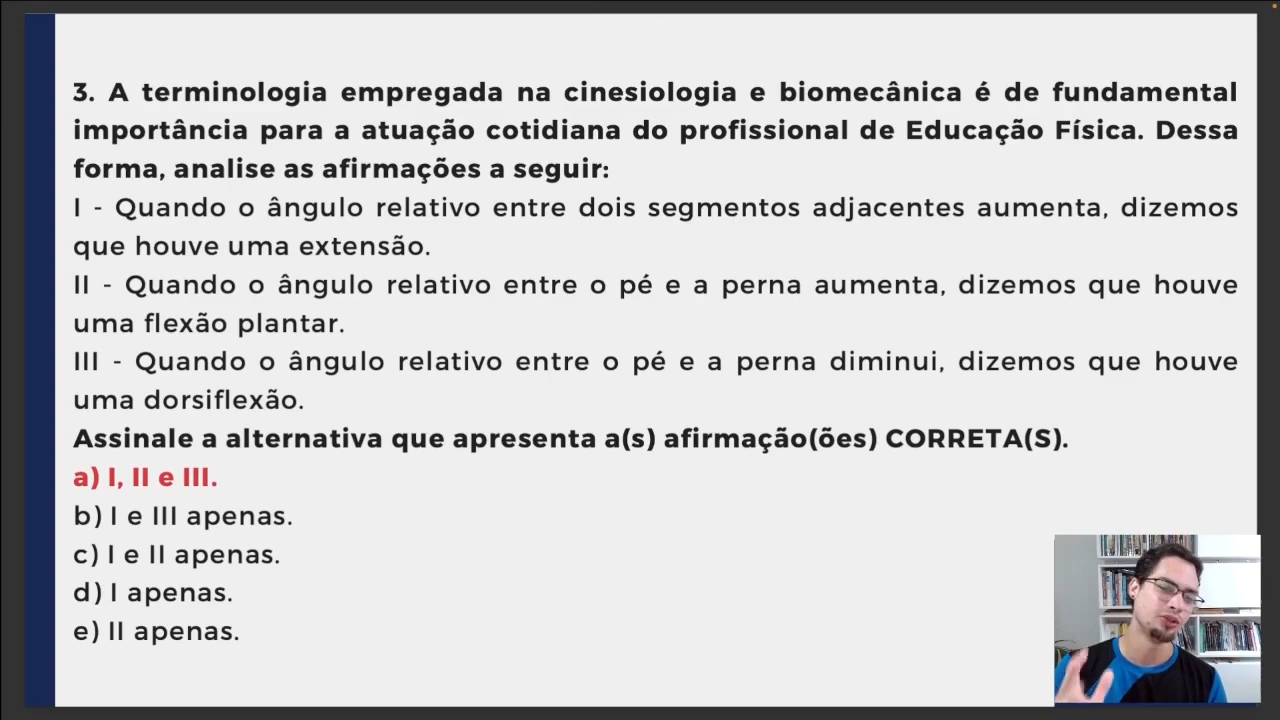 3. A terminologia empregada na cinesiologia e biomecânica é de fundamental
importância para a atuação cotidiana do profissional de Educação Física. Dessa
forma, analise as afirmações a seguir:
I - Quando o ângulo relativo entre dois segmentos adjacentes aumenta, dizemos
que houve uma extensão.
II - Quando o ângulo relativo entre o pé e a perna aumenta, dizemos que houve
uma flexão plantar.
III - Quando o ângulo relativo entre o pé e a perna diminui, dizemos que houve
uma dorsiflexão.
Assinale a alternativa que apresenta a(s) afirmação(ões) CORRETA(S).
a) I, II e III.
b) I e III apenas.
c) I e II apenas.
d) I apenas.
e) II apenas.